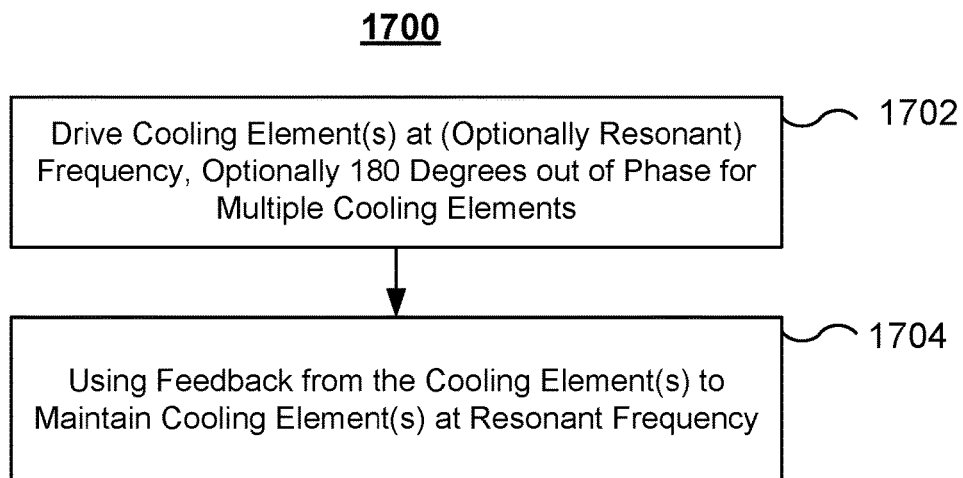 1700
Drive Cooling Element(s) at (Optionally Resonant)
Frequency, Optionally 180 Degrees out of Phase for
Multiple Cooling Elements
1702
Using Feedback from the Cooling Element(s) to
Maintain Cooling Element(s) at Resonant Frequency
1704